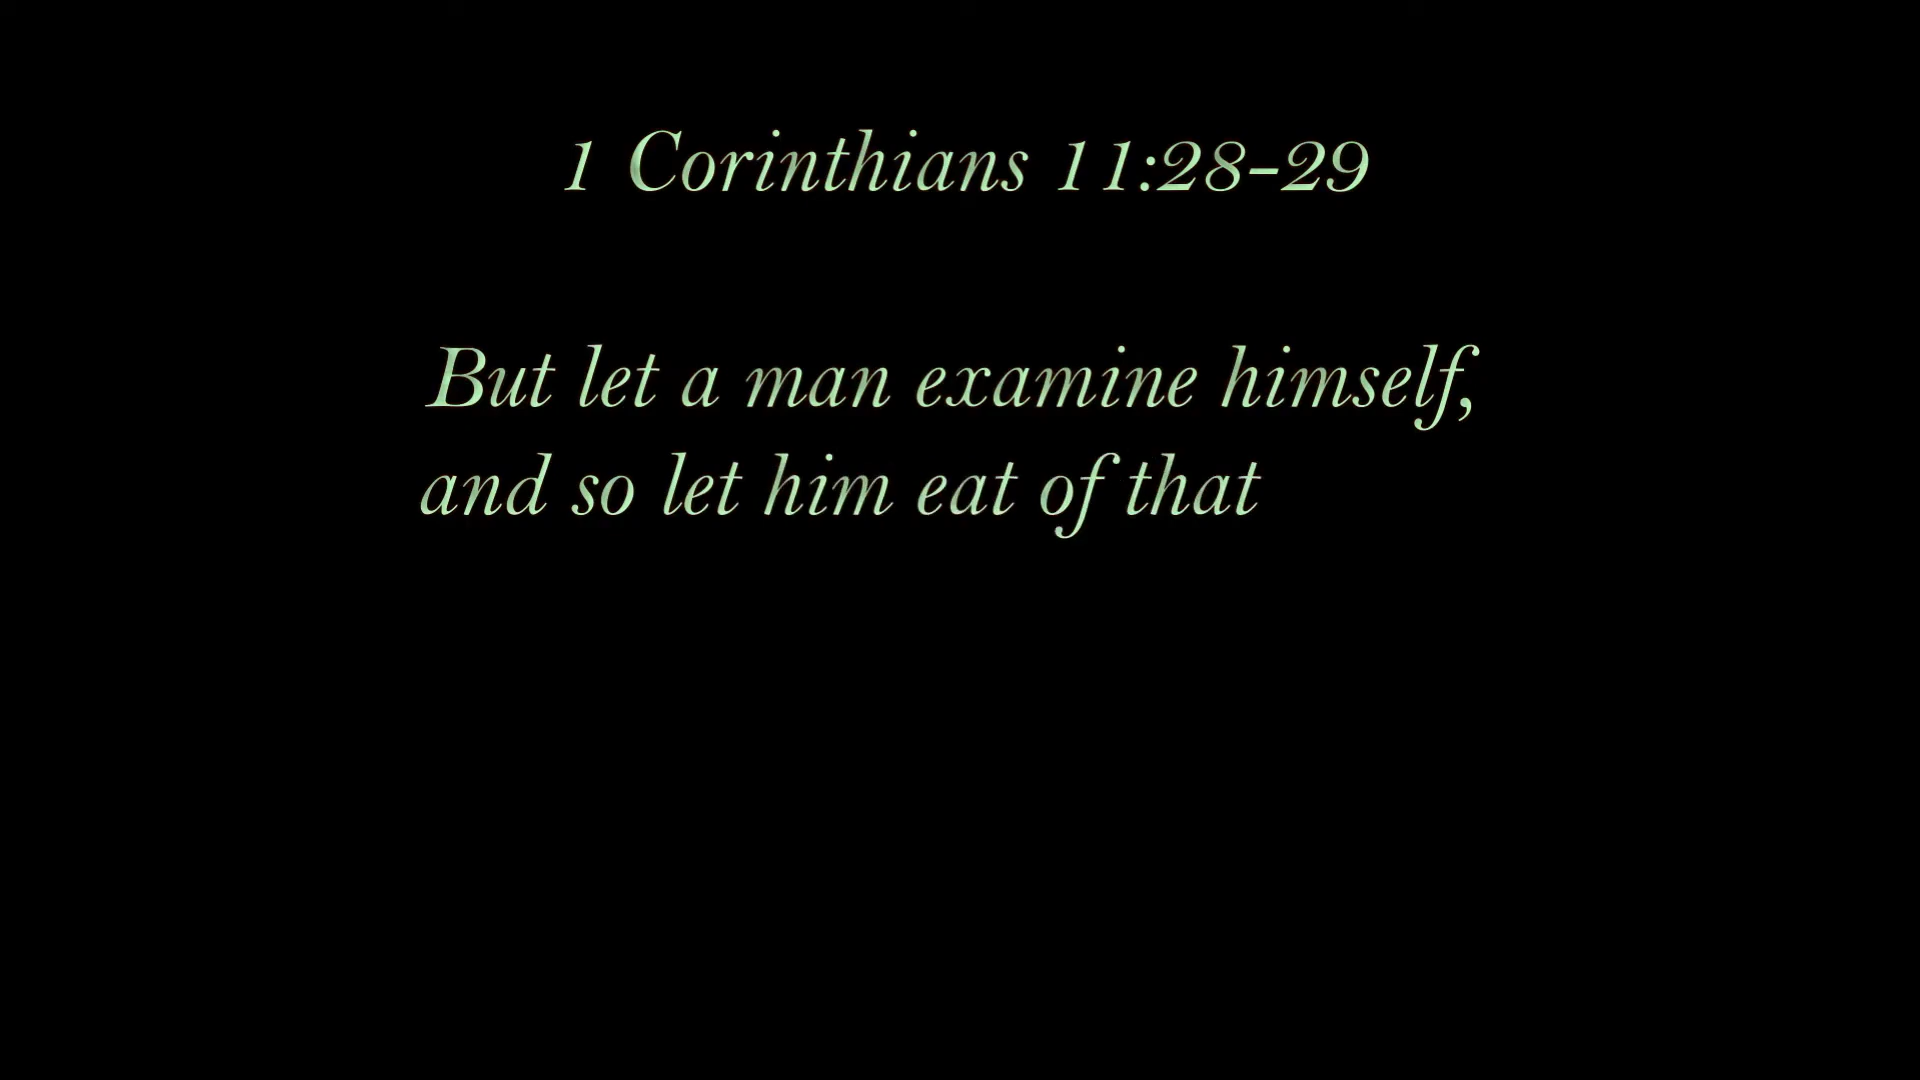 1 Corinthians 11:28-29
But let a man examine himself,
and so let him eat of that